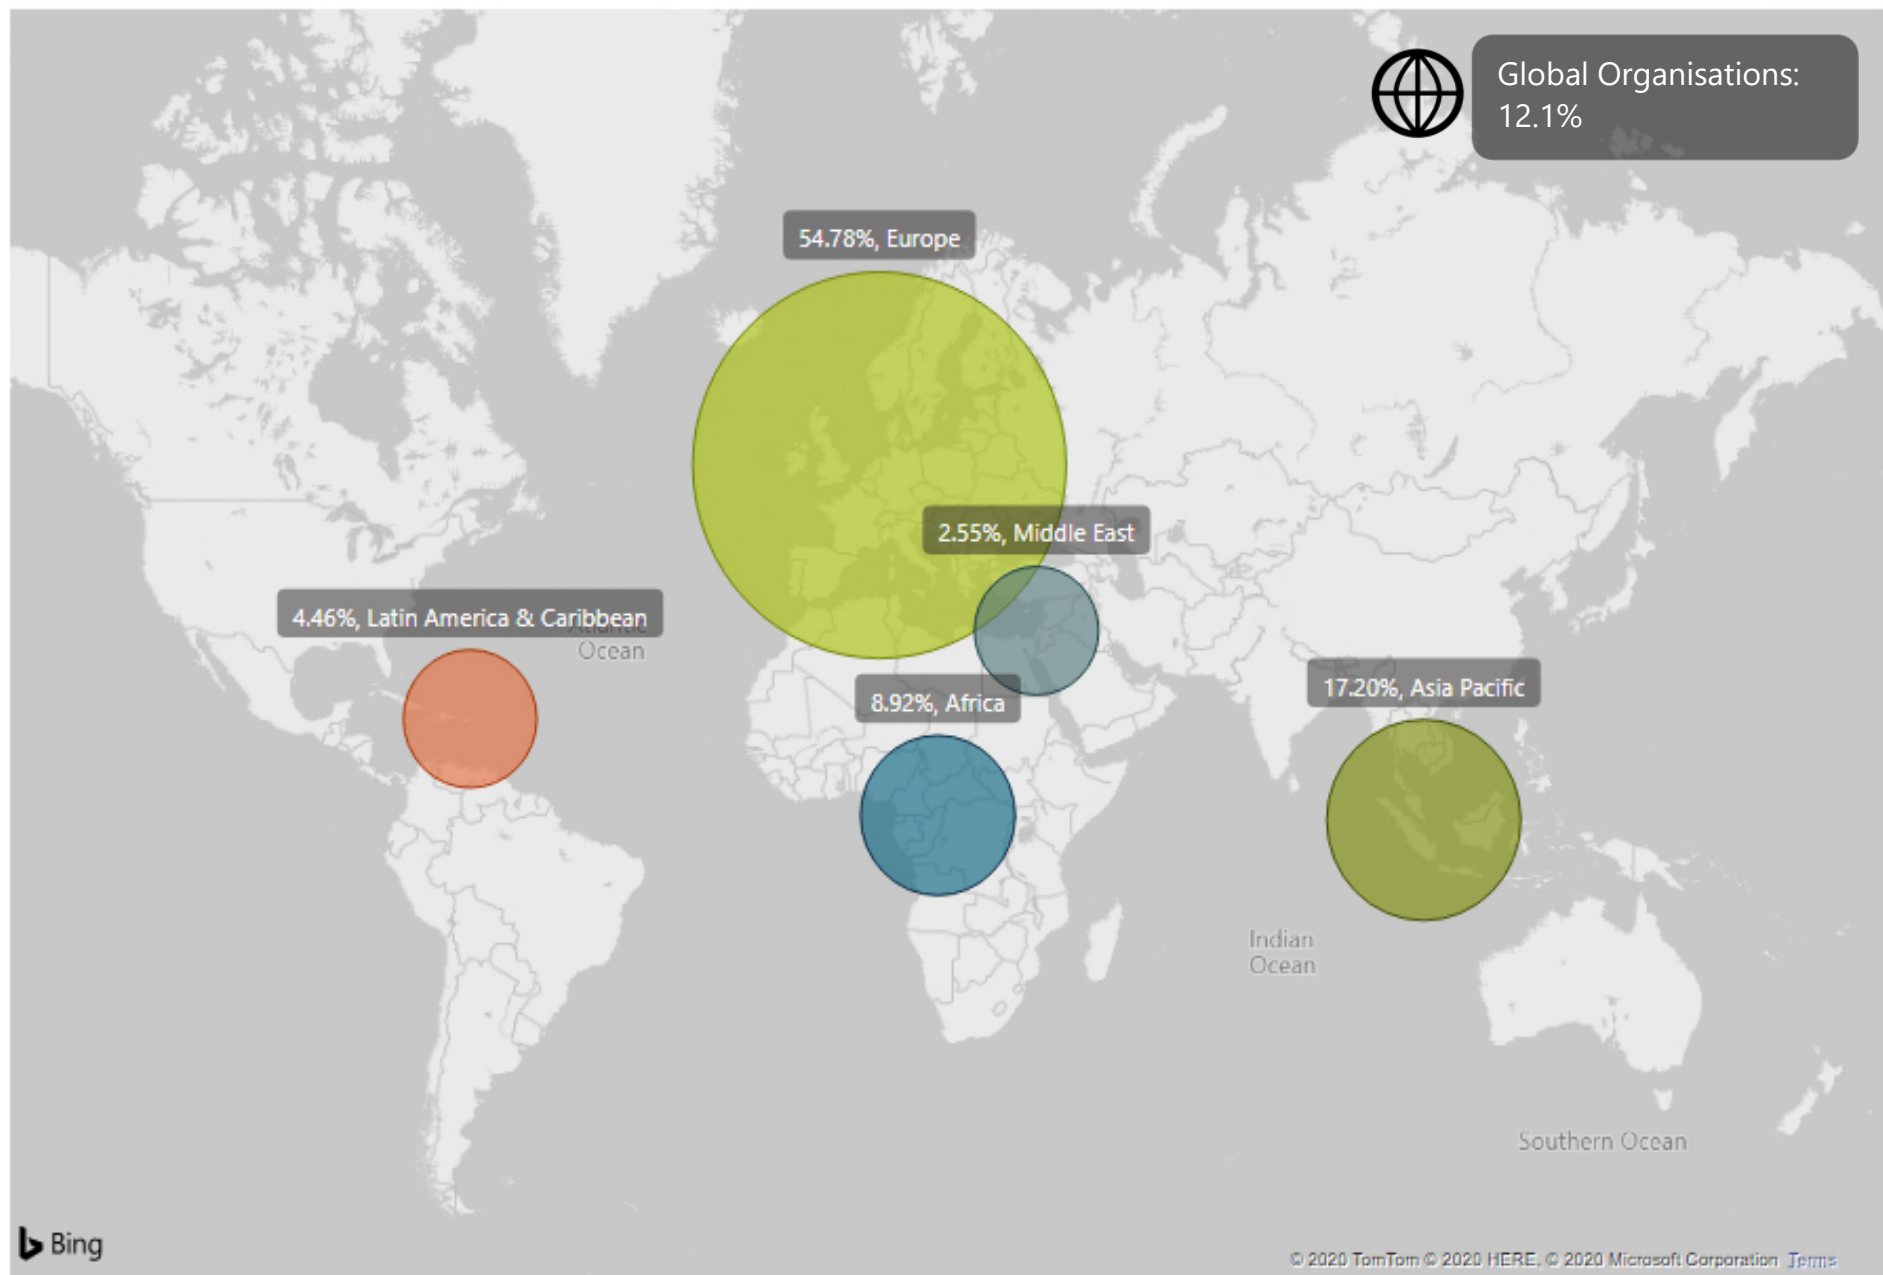 Global Organisations:
12.1%
54.78%, Europe
2.55%, Middle East
4.46%, Latin America & Caribbean
Atlantic
Ocean
17.20%, Asia Pacific
8.92%, Africa
Indian
Ocean
Southern Ocean
Bing
© 2020 TomTom © 2020 HERE, © 2020 Microsoft Corporation Terms